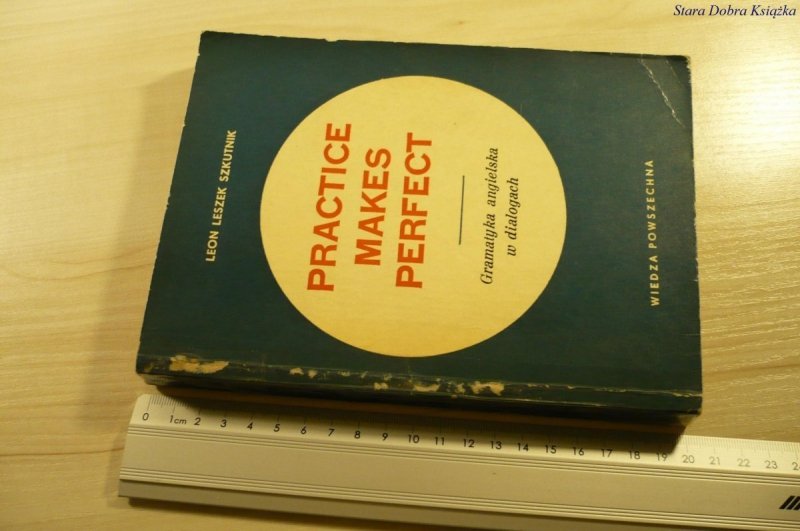 Stara Dobra Książka
LEON LESZEK SZKUTNIK
PRACTICE
MAKES
PERFECT
Gramatyka angielska
w dialogach
WIEDZA POWSZECHNA
0 1cm 2 3 4 5 6 7 8 9 10 11 12 13 14 15 16 17 18 19 20 21 22 23 24